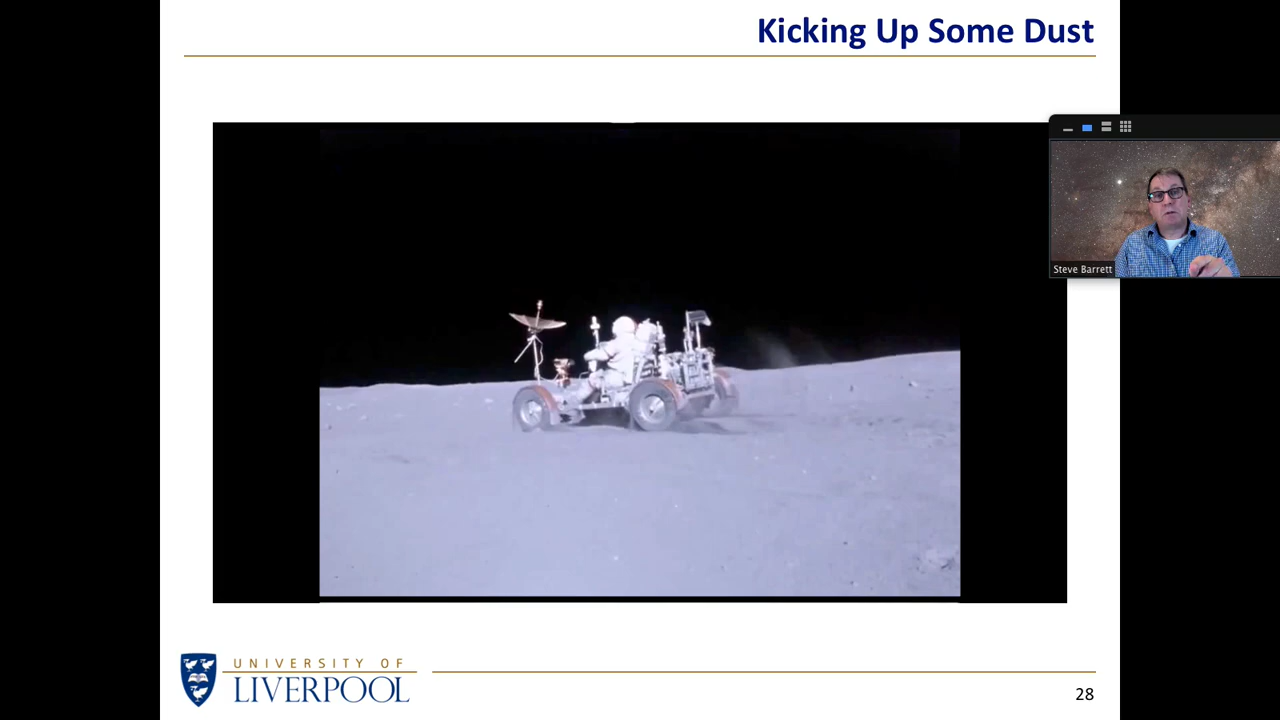 Kicking Up Some Dust
Steve Barrett
UNIVERSITY OF
LIVERPOOL
28